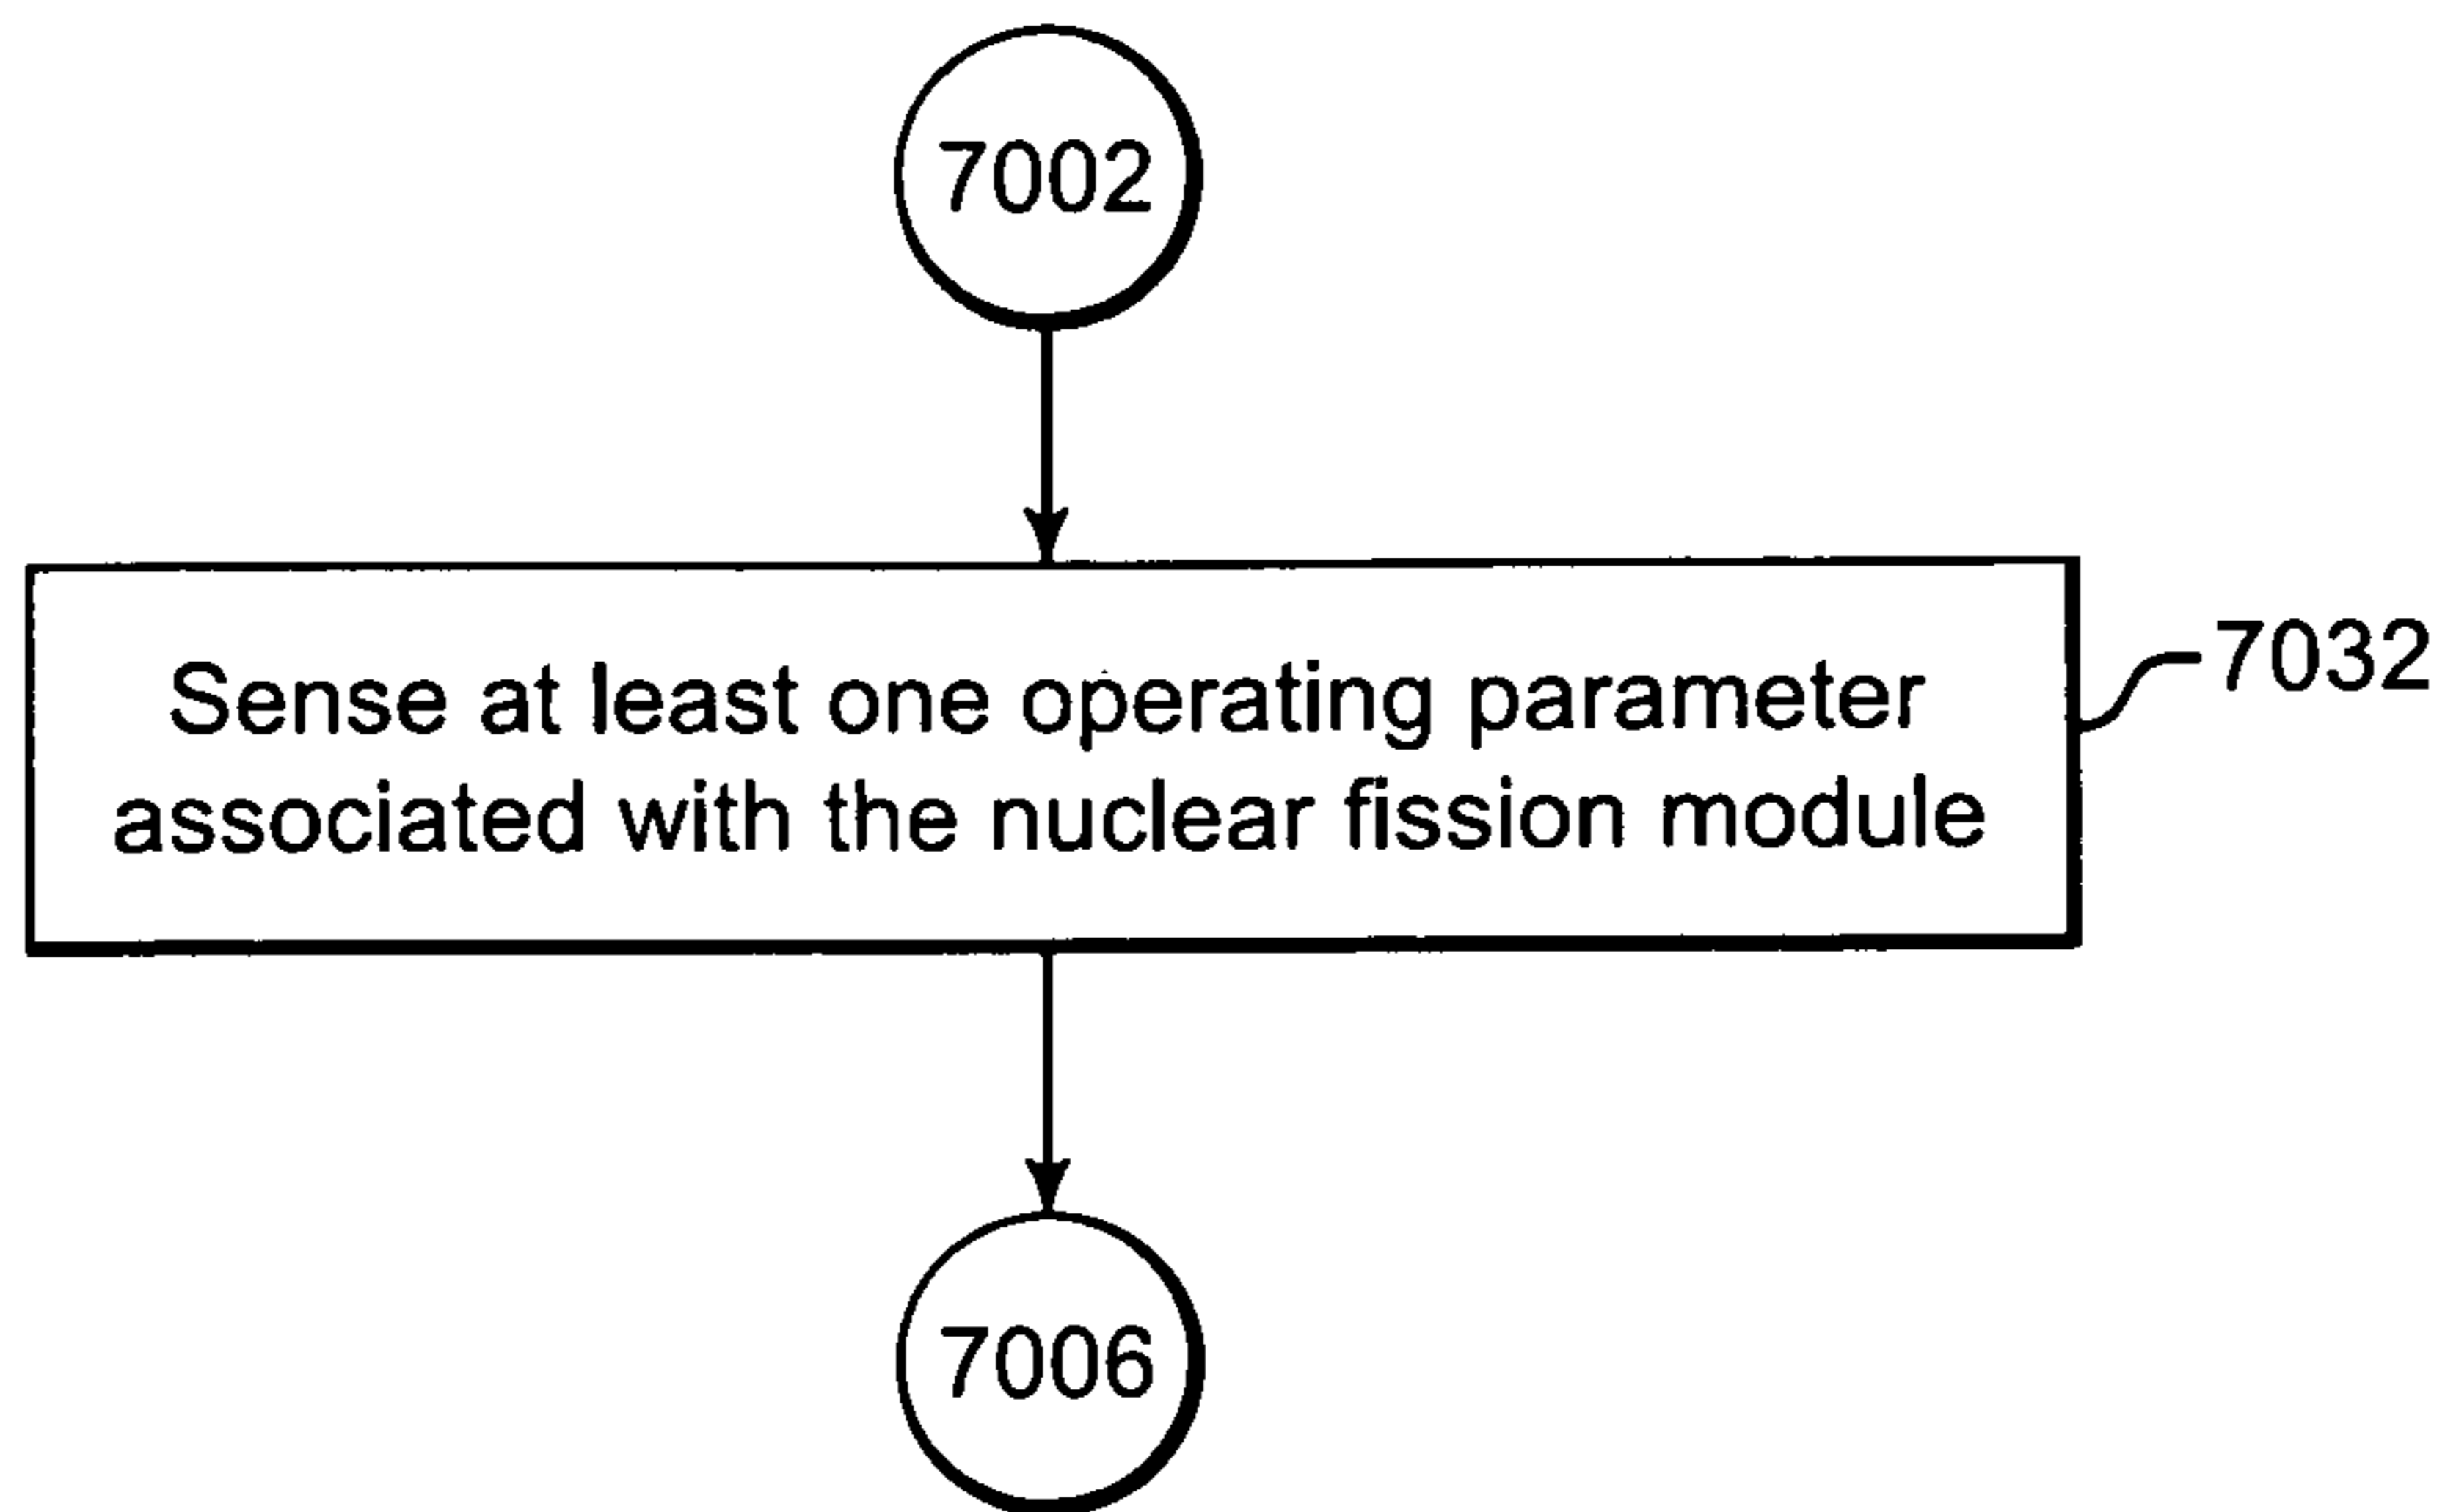 7002
Sense at least one operating parameter
associated with the nuclear fission module
7032
7006